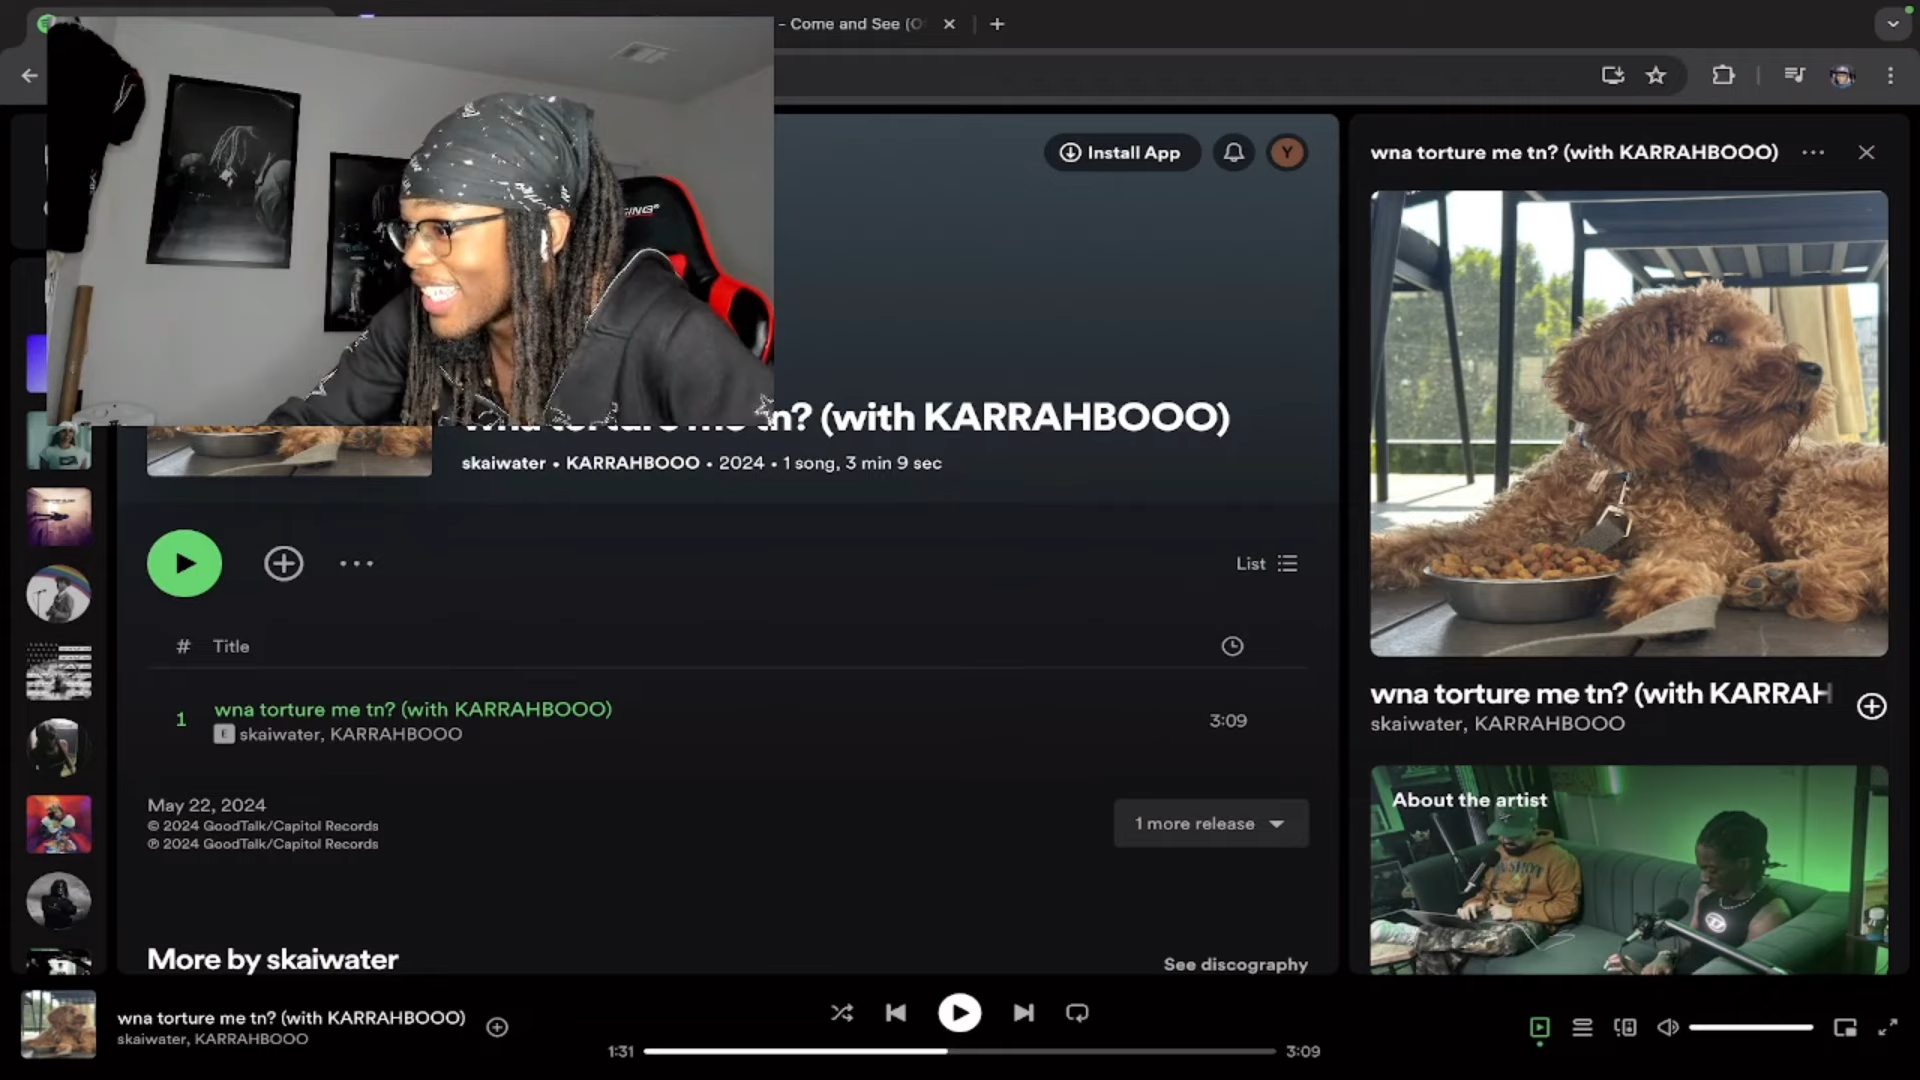 - Come and See (O
Install App
Y
wna torture me tn? (with KARRAHBOOO)
n? (with KARRAHBOOO)
skaiwater • KARRAHBOOO • 2024 • 1 song, 3 min 9 sec
List
# Title
1 wna torture me tn? (with KARRAHBOOO) 3:09
E skaiwater, KARRAHBOOO
May 22, 2024
© 2024 GoodTalk/Capitol Records
℗ 2024 GoodTalk/Capitol Records
1 more release
More by skaiwater
See discography
wna torture me tn? (with KARRAH
skaiwater, KARRAHBOOO
About the artist
wna torture me tn? (with KARRAHBOOO)
skaiwater, KARRAHBOOO
1:31
3:09